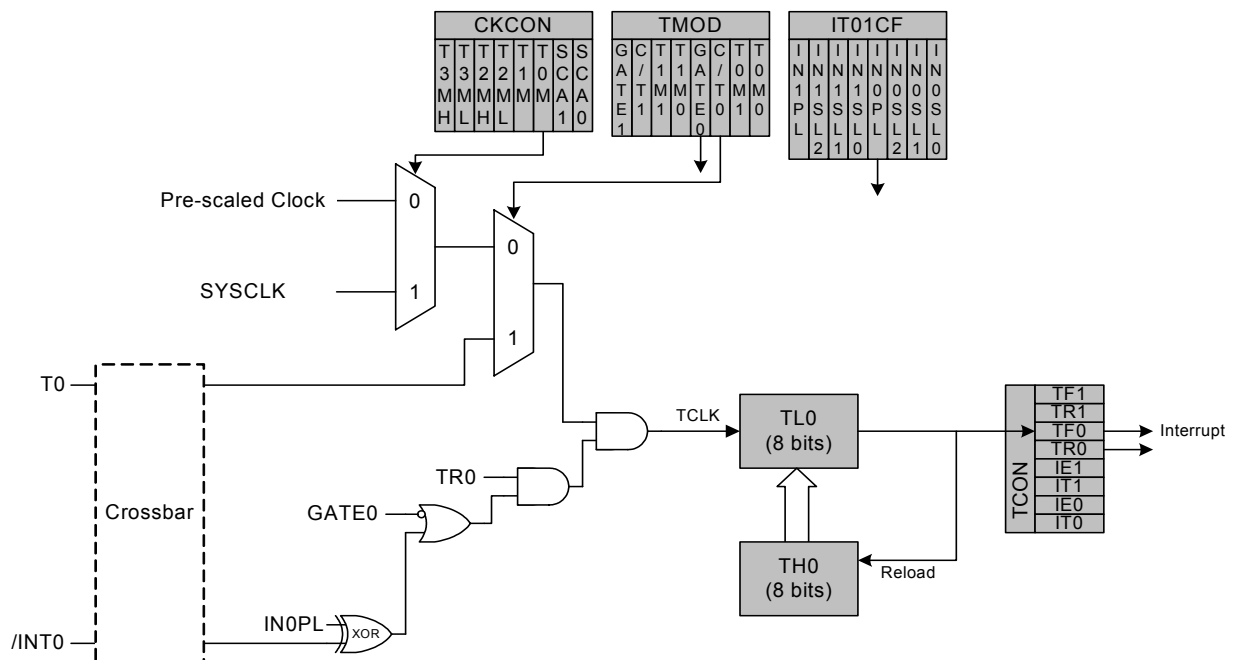 CKCON
T3MH T3ML T2MH T2ML T1M T0M SCA1 SCA0
TMOD
GATE1 C/T1 T1M1 T1M0 GATE0 C/T0 T0M1 T0M0
IT01CF
IN1PL IN1SL2 IN1SL1 IN1SL0 IN0PL IN0SL2 IN0SL1 IN0SL0
Pre-scaled Clock
0
SYSCLK
1
0
1
T0
Crossbar
/INT0
TR0
GATE0
IN0PL
XOR
TCLK
TL0
(8 bits)
TH0
(8 bits)
Reload
TCON
TF1
TR1
TF0
TR0
IE1
IT1
IE0
IT0
Interrupt